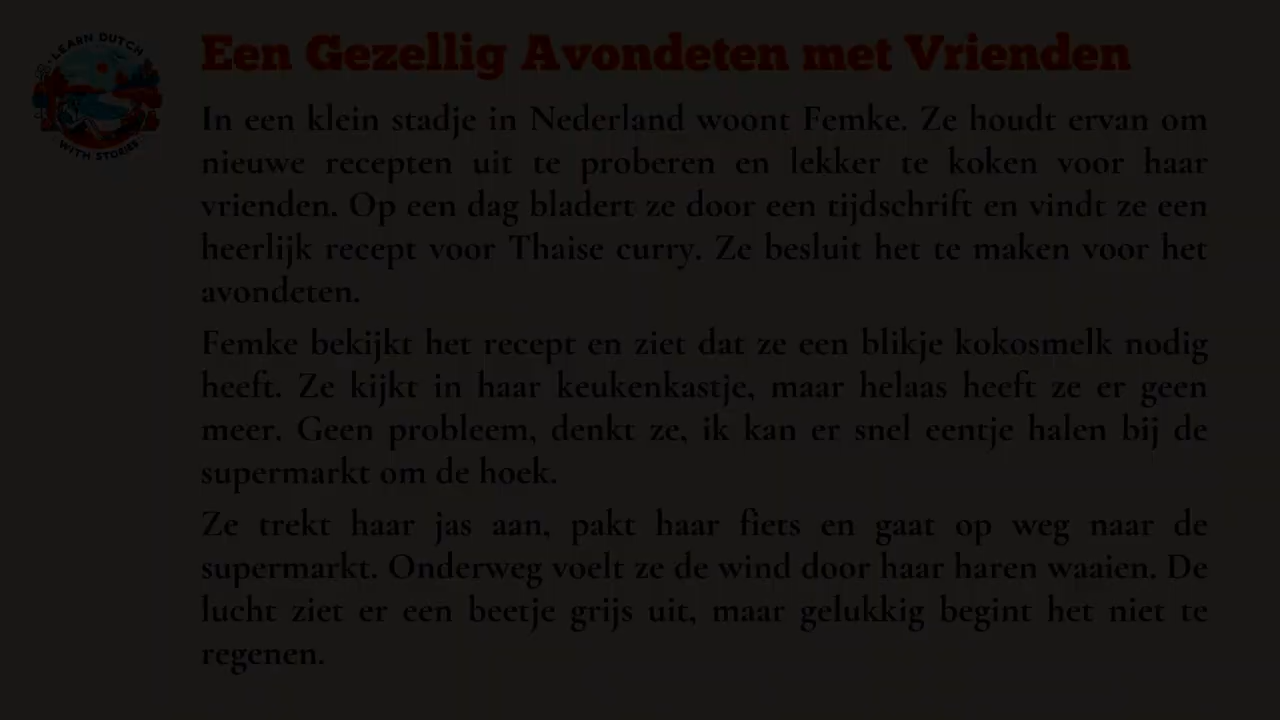 LEARN DUTCH
WITH STORIES
Een Gezellig Avondeten met Vrienden
In een klein stadje in Nederland woont Femke. Ze houdt ervan om
nieuwe recepten uit te proberen en lekker te koken voor haar
vrienden. Op een dag bladert ze door een tijdschrift en vindt ze een
heerlijk recept voor Thaise curry. Ze besluit het te maken voor het
avondeten.
Femke bekijkt het recept en ziet dat ze een blikje kokosmelk nodig
heeft. Ze kijkt in haar keukenkastje, maar helaas heeft ze er geen
meer. Geen probleem, denkt ze, ik kan er snel eentje halen bij de
supermarkt om de hoek.
Ze trekt haar jas aan, pakt haar fiets en gaat op weg naar de
supermarkt. Onderweg voelt ze de wind door haar haren waaien. De
lucht ziet er een beetje grijs uit, maar gelukkig begint het niet te
regenen.